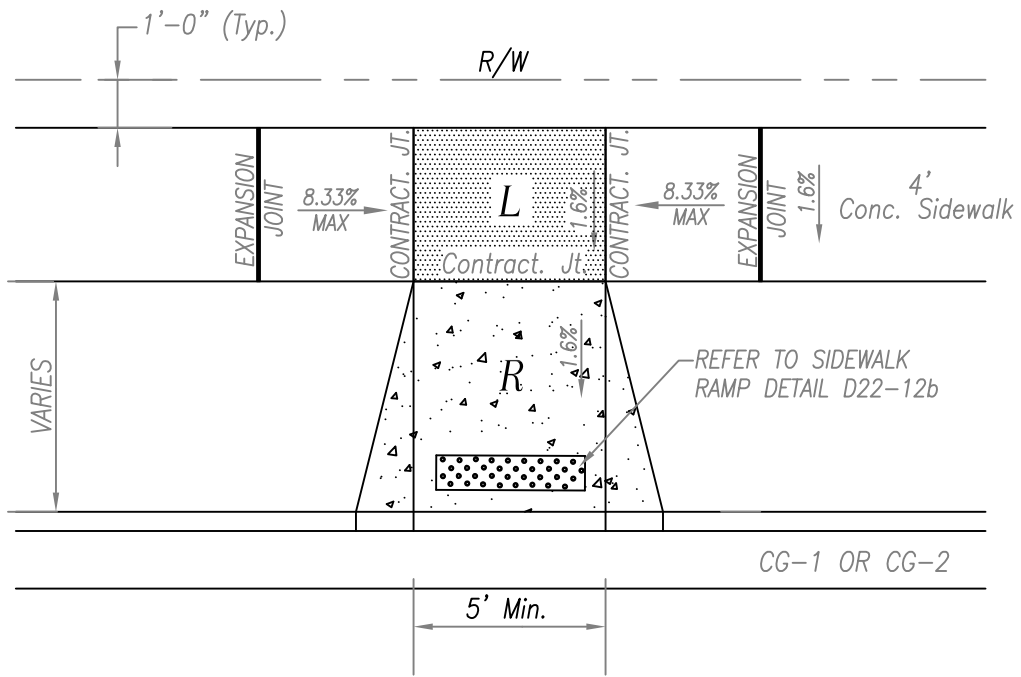 1'-0" (Typ.)
R/W
EXPANSION
JOINT
8.33%
MAX
CONTRACT. JT.
L
1.6%
Contract. Jt.
CONTRACT. JT.
8.33%
MAX
EXPANSION
JOINT
1.6%
4'
Conc. Sidewalk
VARIES
R
1.6%
REFER TO SIDEWALK
RAMP DETAIL D22-12b
CG-1 OR CG-2
5' Min.